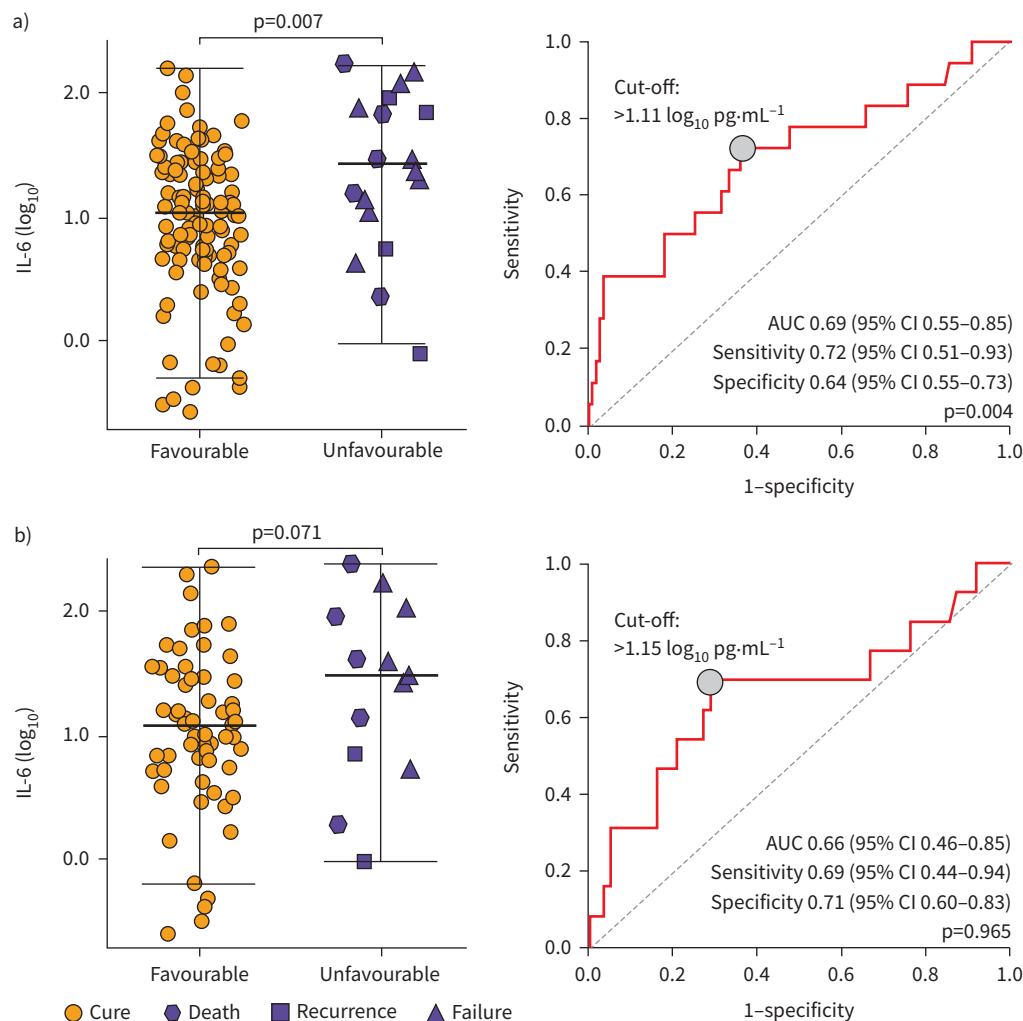 a)
p=0.007
IL-6 (log10)
2.0
1.0
0.0
Favourable
Unfavourable
Sensitivity
1.0
0.8
0.6
0.4
0.2
0.0
Cut-off:
>1.11 log10 pg·mL−1
AUC 0.69 (95% CI 0.55–0.85)
Sensitivity 0.72 (95% CI 0.51–0.93)
Specificity 0.64 (95% CI 0.55–0.73)
p=0.004
0.0 0.2 0.4 0.6 0.8 1.0
1–specificity
b)
p=0.071
IL-6 (log10)
2.0
1.0
0.0
Favourable
Unfavourable
Sensitivity
1.0
0.8
0.6
0.4
0.2
0.0
Cut-off:
>1.15 log10 pg·mL−1
AUC 0.66 (95% CI 0.46–0.85)
Sensitivity 0.69 (95% CI 0.44–0.94)
Specificity 0.71 (95% CI 0.60–0.83)
p=0.965
0.0 0.2 0.4 0.6 0.8 1.0
1–specificity
Cure Death Recurrence Failure